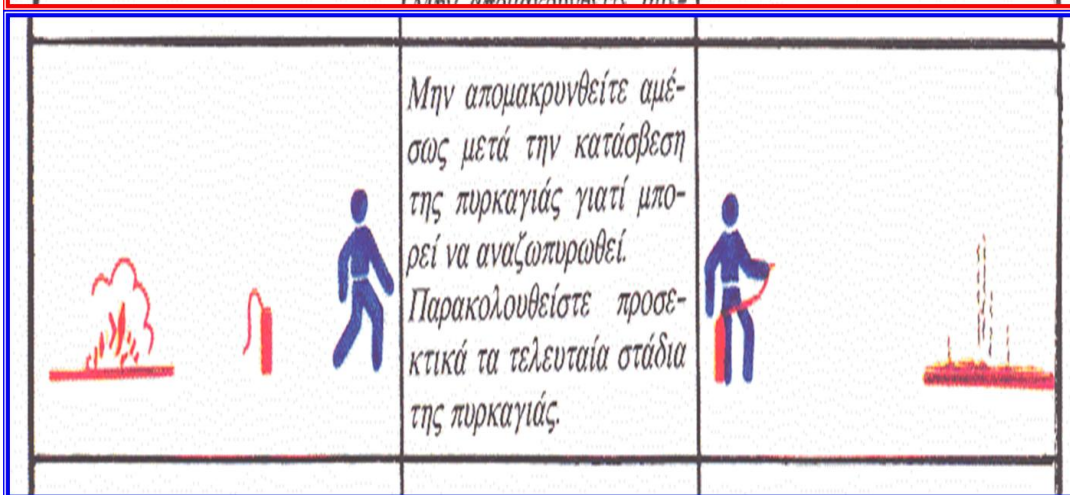 Μην απομακρυνθείτε αμέ-
σως μετά την κατάσβεση
της πυρκαγιάς γιατί μπο-
ρεί να αναζωπυρωθεί.
Παρακολουθείστε προσε-
κτικά τα τελευταία στάδια
της πυρκαγιάς.